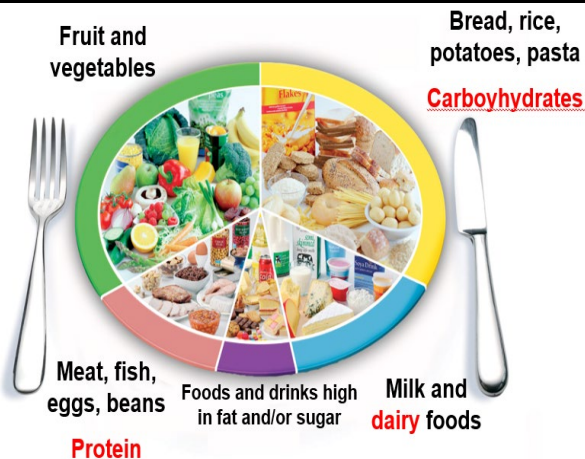 Fruit and
vegetables
Bread, rice,
potatoes, pasta
Carboyhydrates
Flakes
Meat, fish,
eggs, beans
Protein
Foods and drinks high
in fat and/or sugar
Milk and
dairy foods